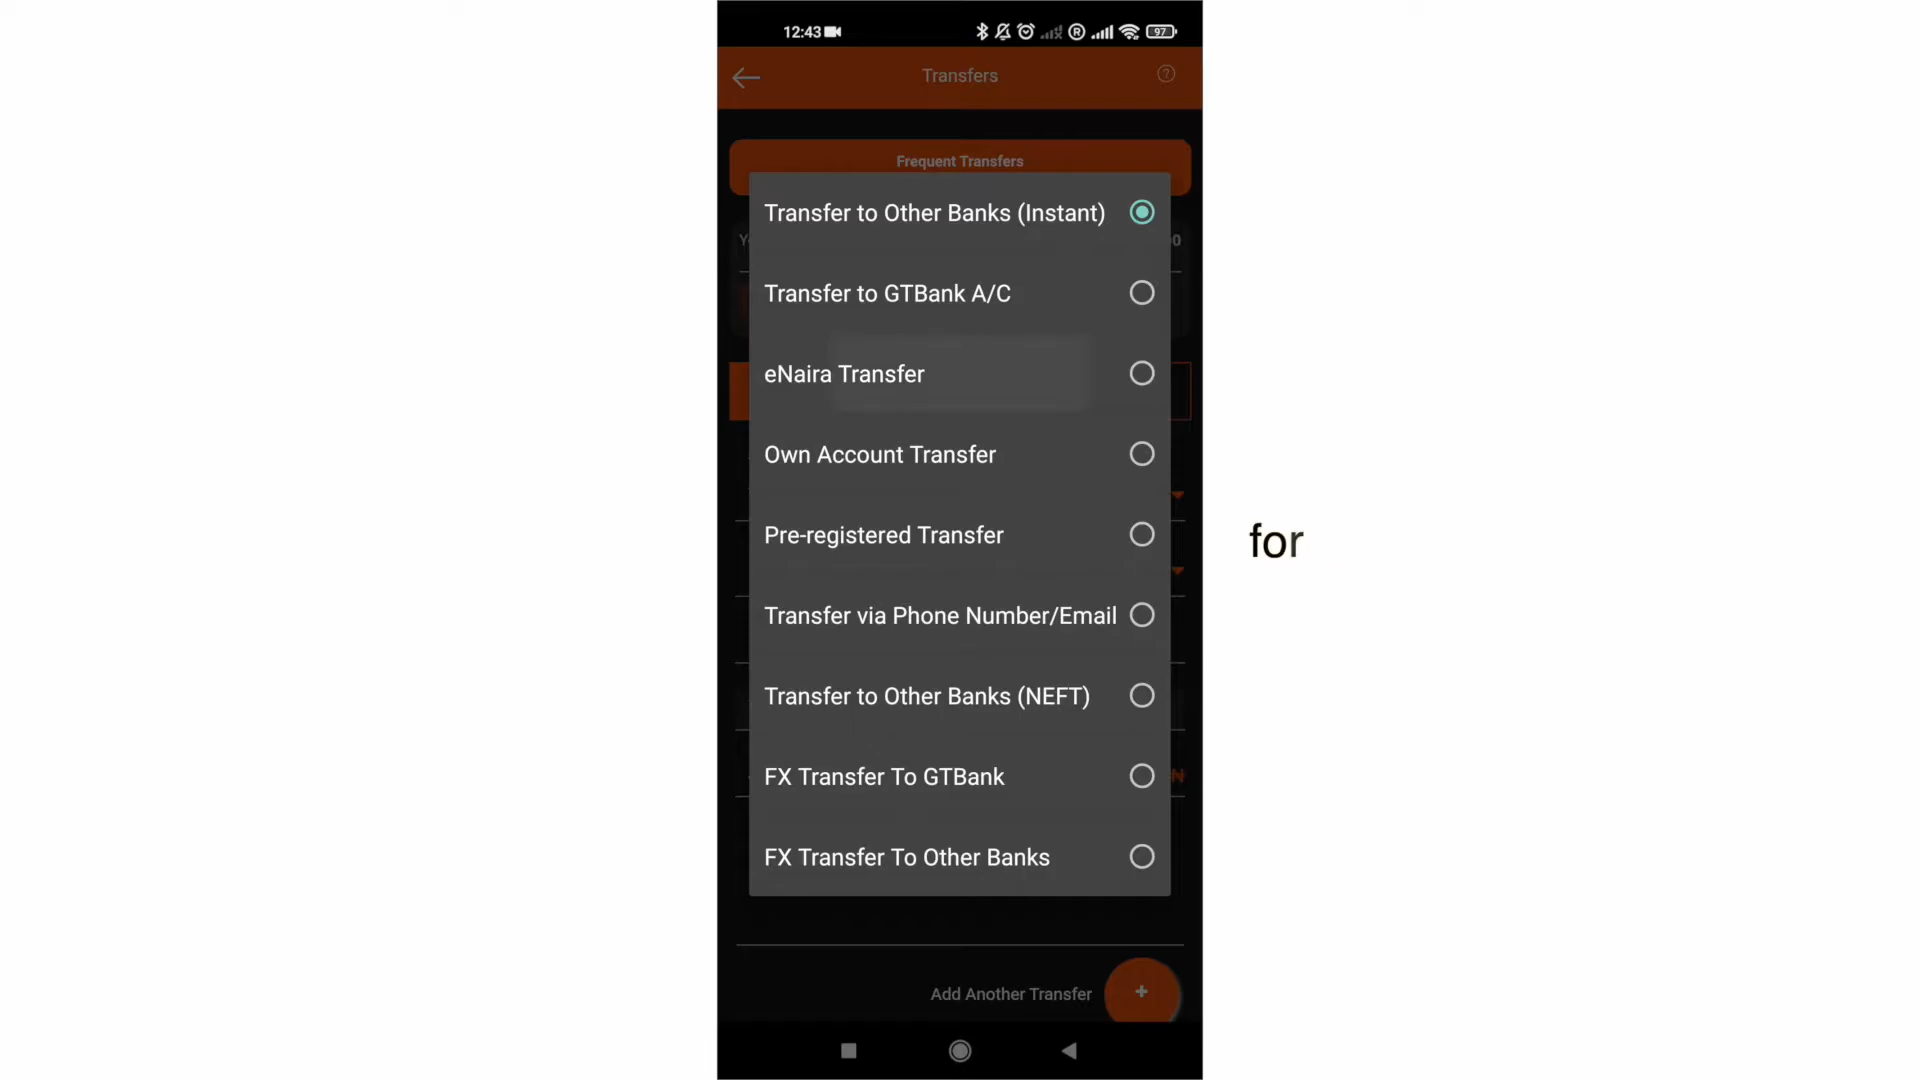 12:43
97
Transfers
Frequent Transfers
Transfer to Other Banks (Instant)
Transfer to GTBank A/C
eNaira Transfer
Own Account Transfer
Pre-registered Transfer
for
Transfer via Phone Number/Email
Transfer to Other Banks (NEFT)
FX Transfer To GTBank
FX Transfer To Other Banks
Add Another Transfer